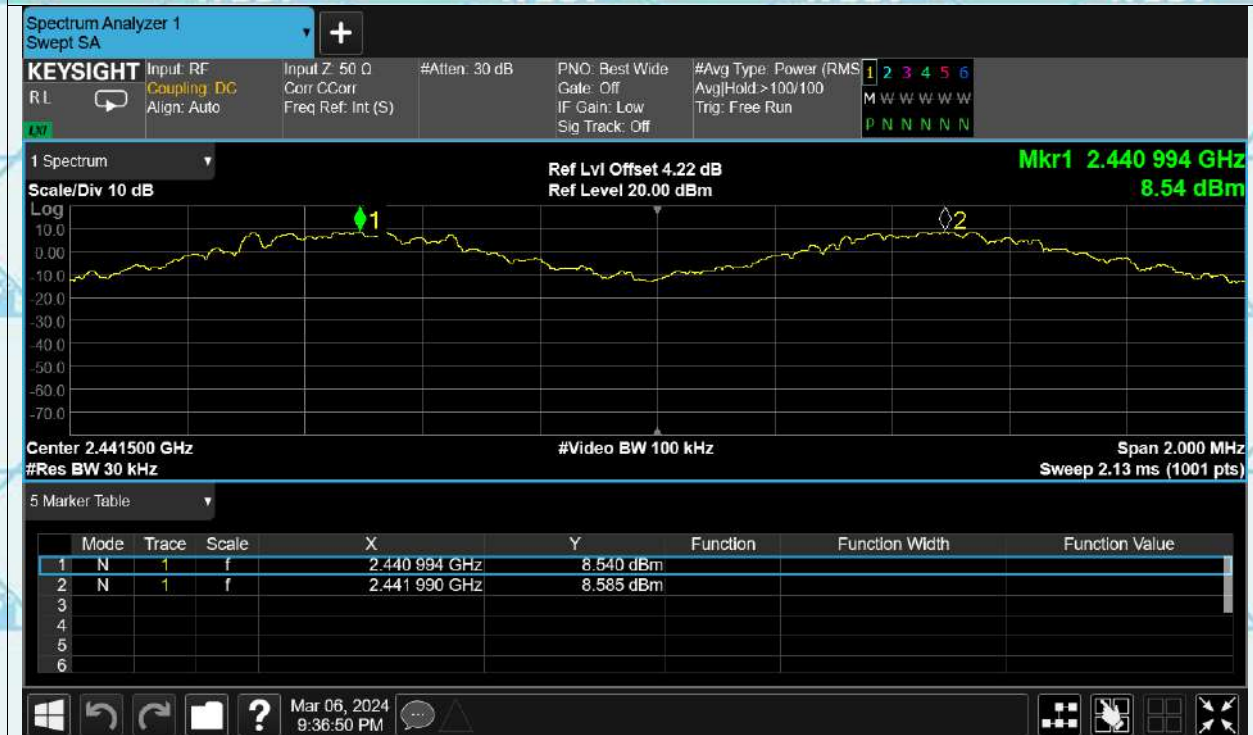 Spectrum Analyzer 1
Swept SA
+
KEYSIGHT Input: RF Input Z: 50 Ω #Atten: 30 dB PNO: Best Wide #Avg Type: Power (RMS 1 2 3 4 5 6
RL Coupling: DC Corr CCorr Gate: Off Avg|Hold:>100/100 M W W W W W
Align: Auto Freq Ref: Int (S) IF Gain: Low Trig: Free Run
LXI Sig Track: Off P N N N N N
1 Spectrum Ref Lvl Offset 4.22 dB Mkr1 2.440 994 GHz
Scale/Div 10 dB Ref Level 20.00 dBm 8.54 dBm
Log
1 2
10.0
0.00
-10.0
-20.0
-30.0
-40.0
-50.0
-60.0
-70.0
Center 2.441500 GHz #Video BW 100 kHz Span 2.000 MHz
#Res BW 30 kHz Sweep 2.13 ms (1001 pts)
5 Marker Table
Mode Trace Scale X Y Function Function Width Function Value
1 N 1 f 2.440 994 GHz 8.540 dBm
2 N 1 f 2.441 990 GHz 8.585 dBm
3
4
5
6
? Mar 06, 2024
9:36:50 PM